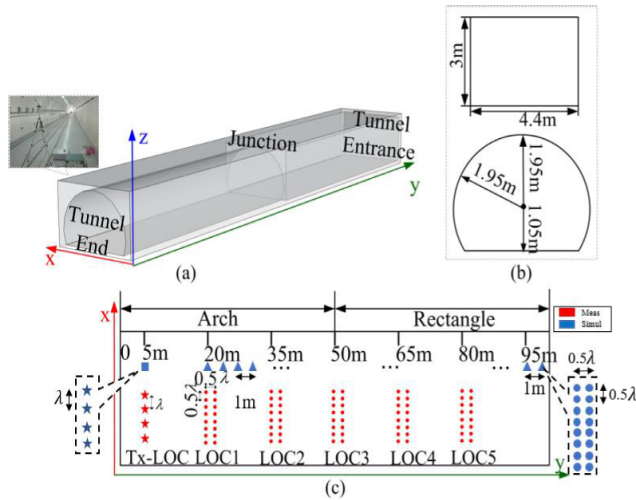 z
Junction
Tunnel
Entrance
Tunnel
End
x
y
(a)
3m
4.4m
1.95m
1.95m
1.05m
(b)
x
Arch
Rectangle
Meas
Simul
0 5m 20m 35m 50m 65m 80m 95m
... ... ...
λ
0.5λ
0.5λ
λ
1m
1m
0.5λ
0.5λ
Tx-LOC LOC1 LOC2 LOC3 LOC4 LOC5
y
(c)